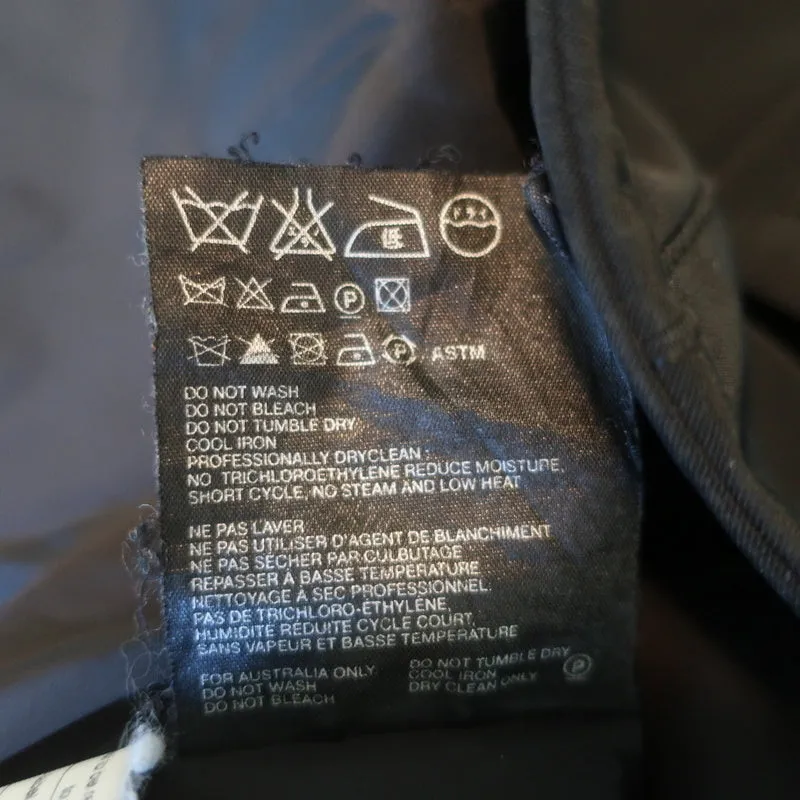 P
ASTM
P
DO NOT WASH
DO NOT BLEACH
DO NOT TUMBLE DRY
COOL IRON
PROFESSIONALLY DRYCLEAN :
NO TRICHLOROETHYLENE REDUCE MOISTURE,
SHORT CYCLE, NO STEAM AND LOW HEAT
NE PAS LAVER
NE PAS UTILISER D'AGENT DE BLANCHIMENT
NE PAS SÉCHER PAR CULBUTAGE
REPASSER À BASSE TEMPÉRATURE
NETTOYAGE À SEC PROFESSIONNEL.
PAS DE TRICHLORO-ÉTHYLÈNE,
HUMIDITÉ RÉDUITE CYCLE COURT,
SANS VAPEUR ET BASSE TEMPÉRATURE
FOR AUSTRALIA ONLY
DO NOT WASH
DO NOT BLEACH
DO NOT TUMBLE DRY
COOL IRON
DRY CLEAN ONLY
P